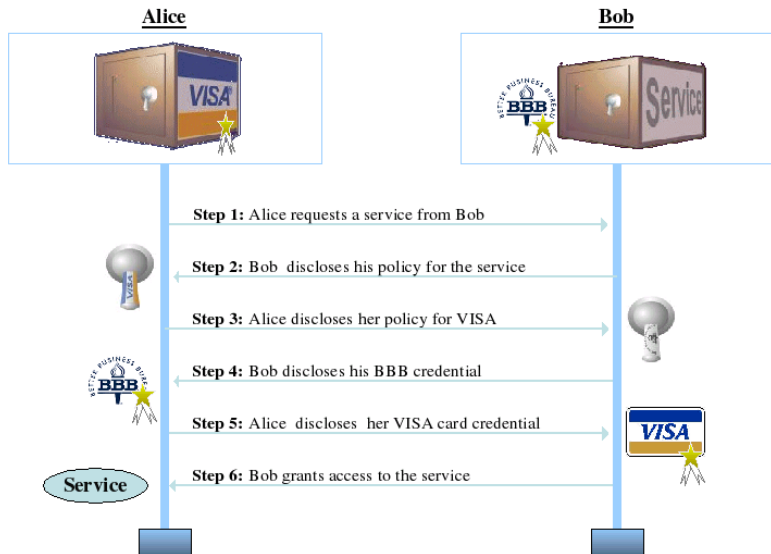 Alice
Bob
VISA
BETTER BUSINESS BUREAU
BBB
Service
Step 1: Alice requests a service from Bob
Step 2: Bob discloses his policy for the service
VISA
Step 3: Alice discloses her policy for VISA
BETTER BUSINESS BURE
BBB
Step 4: Bob discloses his BBB credential
Step 5: Alice discloses her VISA card credential
VISA
Step 6: Bob grants access to the service
Service